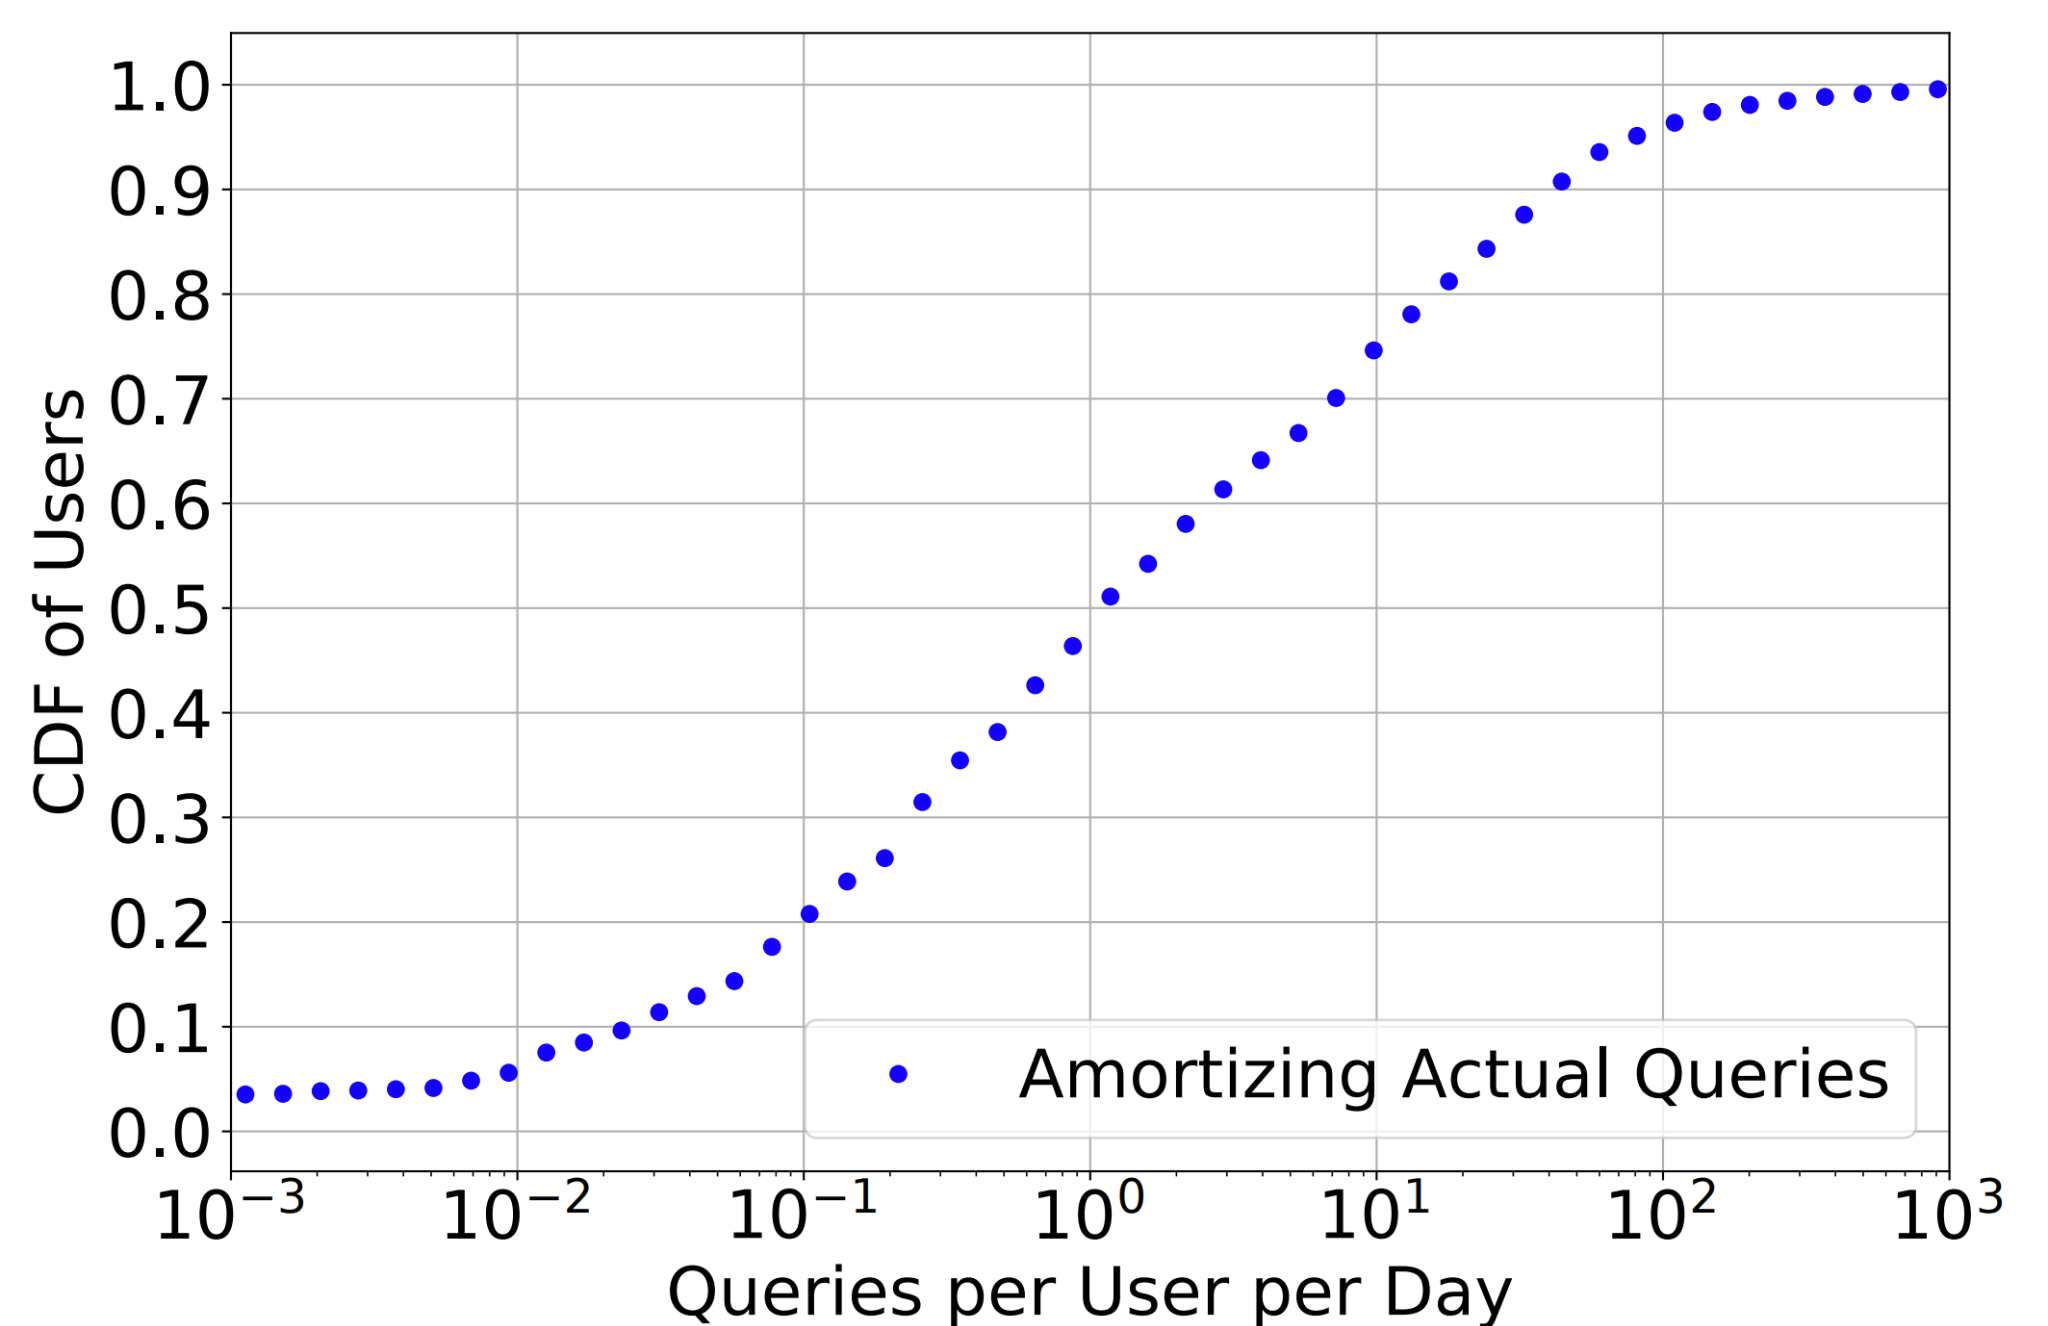 1.0
0.9
0.8
0.7
0.6
0.5
0.4
0.3
0.2
0.1
0.0
CDF of Users
Amortizing Actual Queries
10⁻³ 10⁻² 10⁻¹ 10⁰ 10¹ 10² 10³
Queries per User per Day